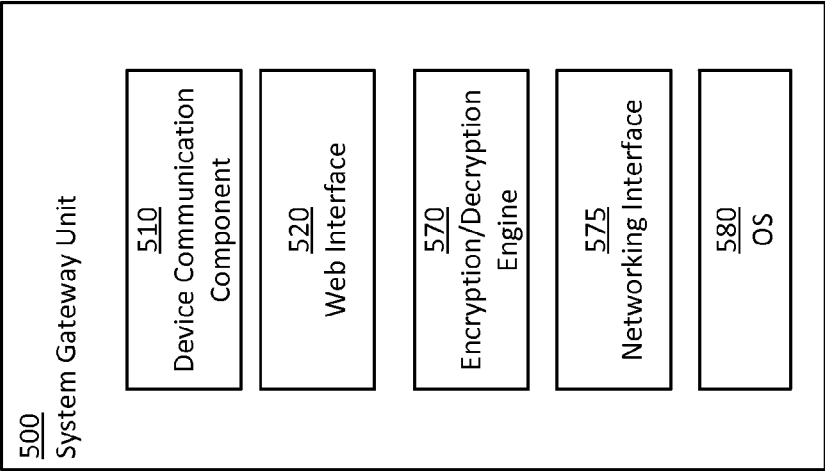 500
System Gateway Unit
510
Device Communication
Component
520
Web Interface
570
Encryption/Decryption
Engine
575
Networking Interface
580
OS